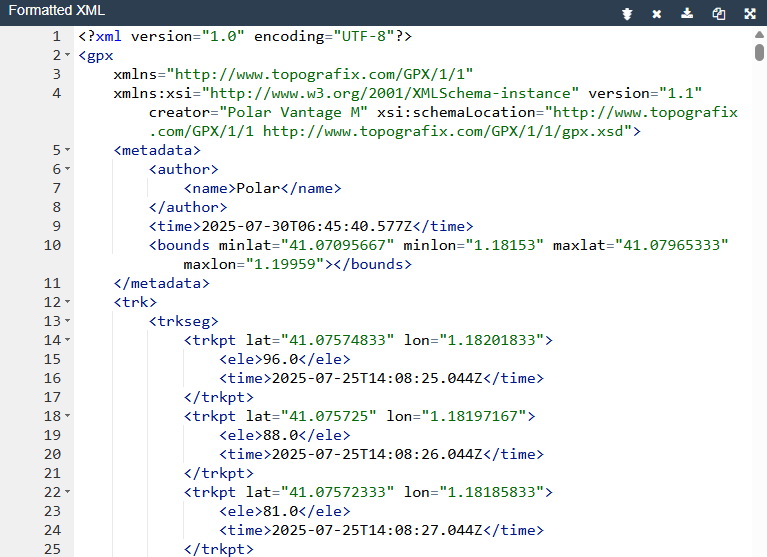 Formatted XML
1 <?xml version="1.0" encoding="UTF-8"?>
2 <gpx
3 xmlns="http://www.topografix.com/GPX/1/1"
4 xmlns:xsi="http://www.w3.org/2001/XMLSchema-instance" version="1.1"
creator="Polar Vantage M" xsi:schemaLocation="http://www.topografix
.com/GPX/1/1 http://www.topografix.com/GPX/1/1/gpx.xsd">
5 <metadata>
6 <author>
7 <name>Polar</name>
8 </author>
9 <time>2025-07-30T06:45:40.577Z</time>
10 <bounds minlat="41.07095667" minlon="1.18153" maxlat="41.07965333"
maxlon="1.19959"></bounds>
11 </metadata>
12 <trk>
13 <trkseg>
14 <trkpt lat="41.07574833" lon="1.18201833">
15 <ele>96.0</ele>
16 <time>2025-07-25T14:08:25.044Z</time>
17 </trkpt>
18 <trkpt lat="41.075725" lon="1.18197167">
19 <ele>88.0</ele>
20 <time>2025-07-25T14:08:26.044Z</time>
21 </trkpt>
22 <trkpt lat="41.07572333" lon="1.18185833">
23 <ele>81.0</ele>
24 <time>2025-07-25T14:08:27.044Z</time>
25 </trkpt>